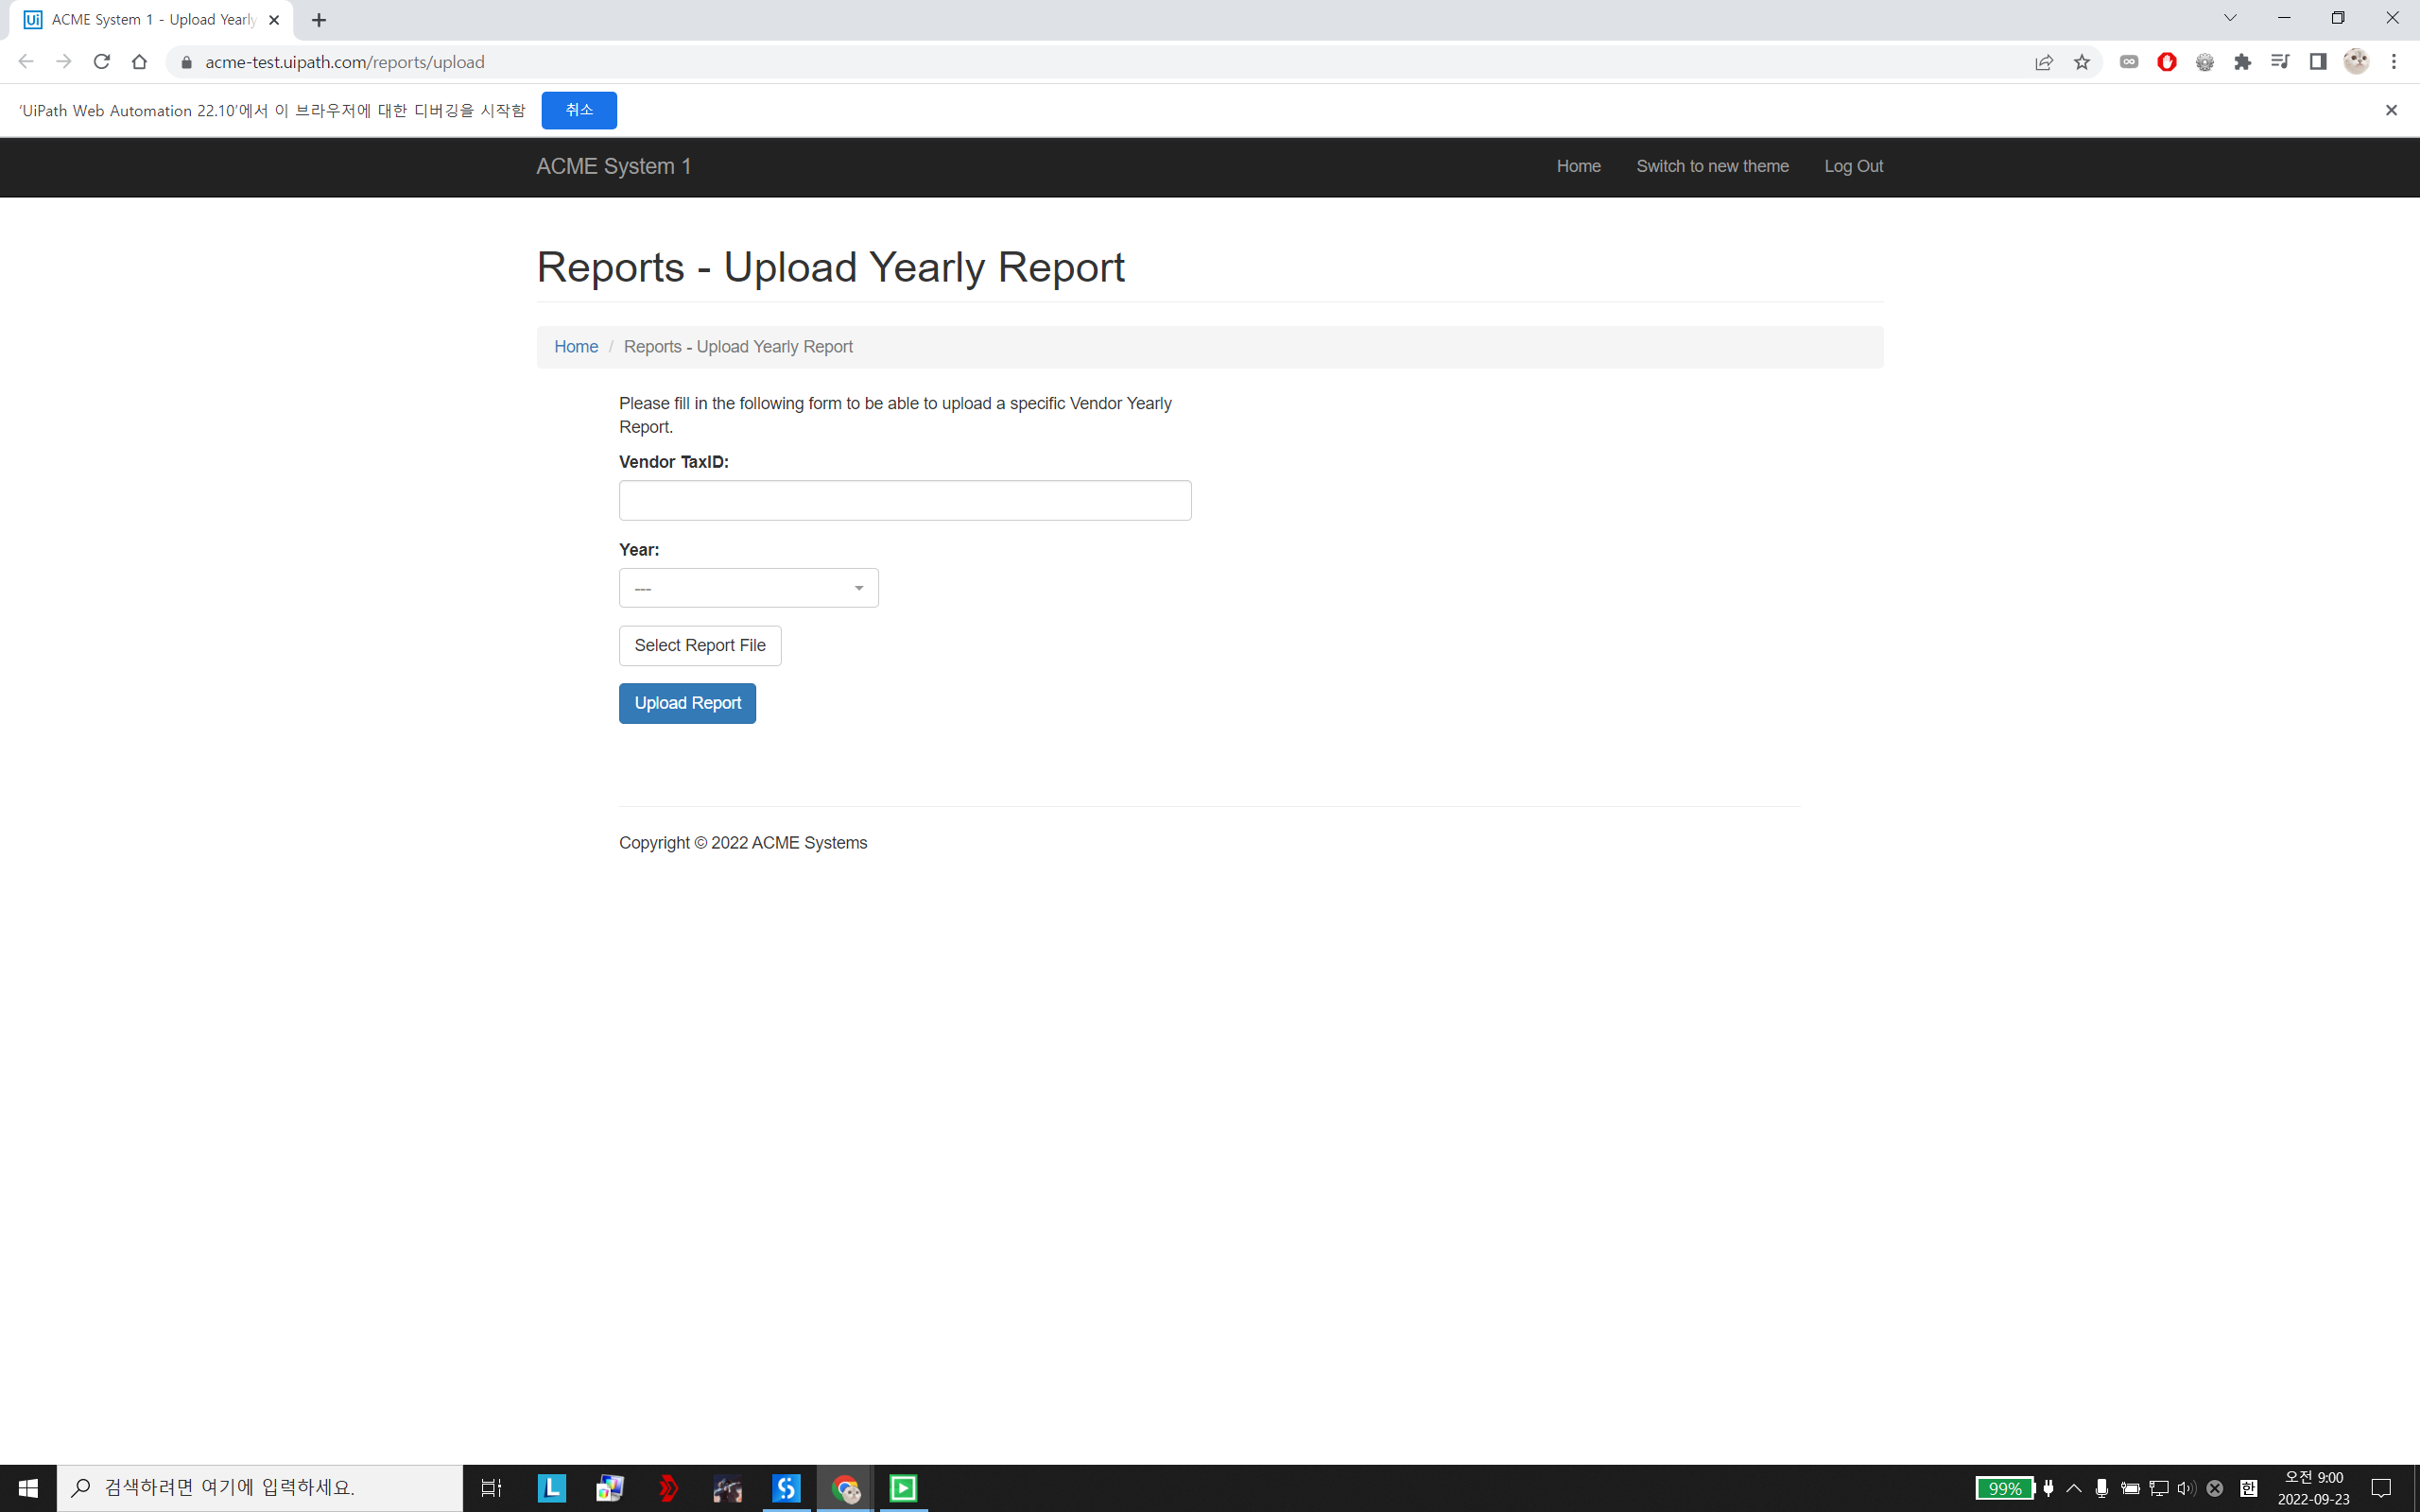 ACME System 1 - Upload Yearly
acme-test.uipath.com/reports/upload
'UiPath Web Automation 22.10'에서 이 브라우저에 대한 디버깅을 시작함 취소
ACME System 1 Home Switch to new theme Log Out
Reports - Upload Yearly Report
Home / Reports - Upload Yearly Report
Please fill in the following form to be able to upload a specific Vendor Yearly
Report.
Vendor TaxID:
Year:
---
Select Report File
Upload Report
Copyright © 2022 ACME Systems
검색하려면 여기에 입력하세요.
99% 한 오전 9:00
2022-09-23